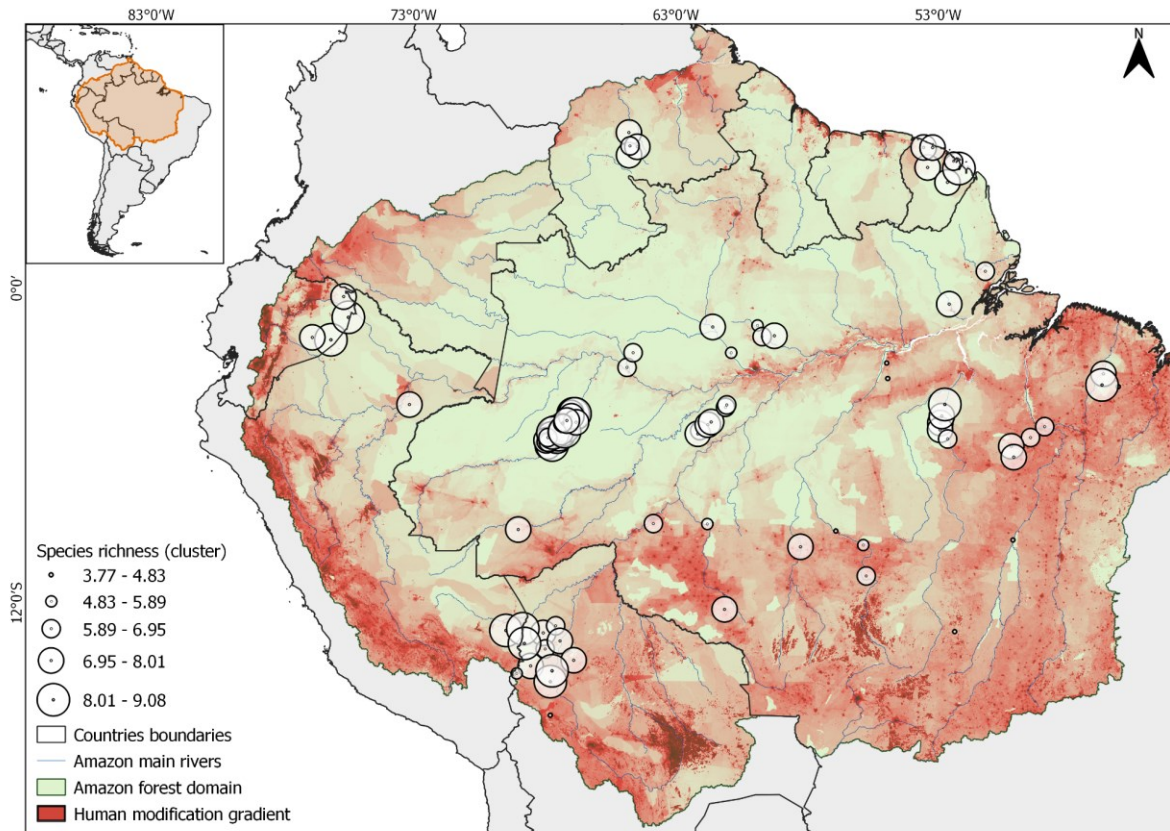 83°0'W 73°0'W 63°0'W 53°0'W
N
0°0'
12°0'S
Species richness (cluster)
3.77 - 4.83
4.83 - 5.89
5.89 - 6.95
6.95 - 8.01
8.01 - 9.08
Countries boundaries
Amazon main rivers
Amazon forest domain
Human modification gradient